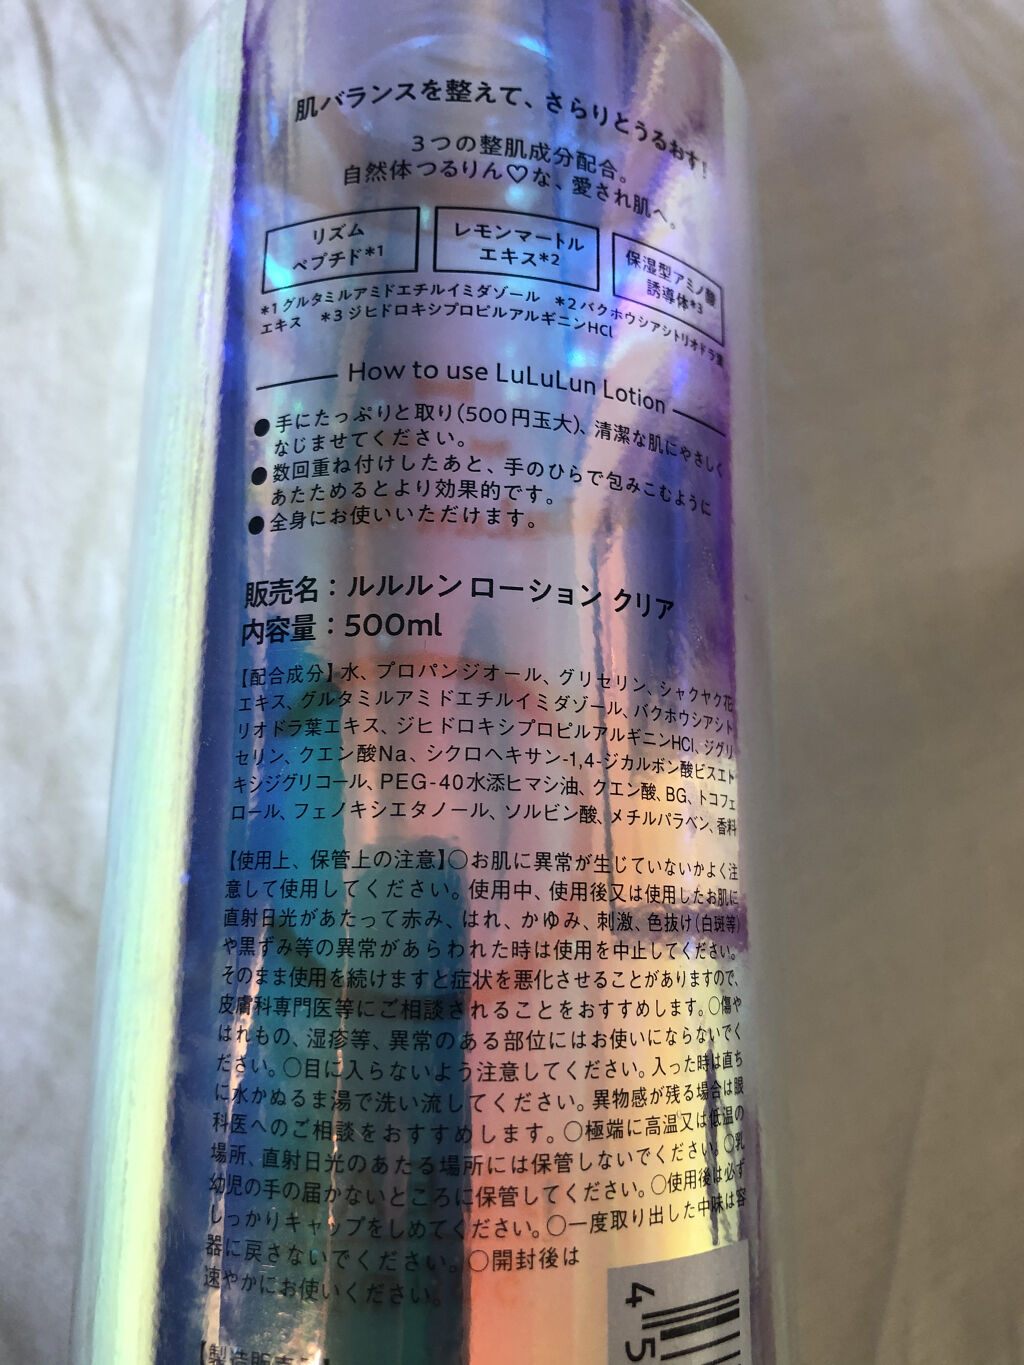 肌バランスを整えて、さらりとうるおす!
3つの整肌成分配合。
自然体つるりん♡な、愛され肌へ。
リズム
ペプチド*1
レモンマートル
エキス*2
保湿型アミノ酸
誘導体*3
*1 グルタミルアミドエチルイミダゾール *2 バクホウシアシトリオドラ葉
エキス *3 ジヒドロキシプロピルアルギニンHCl
How to use LuLuLun Lotion
●手にたっぷりと取り(500円玉大)、清潔な肌にやさしく
なじませてください。
●数回重ね付けしたあと、手のひらで包みこむように
あたためるとより効果的です。
●全身にお使いいただけます。
販売名：ルルルン ローション クリア
内容量：500ml
【配合成分】水、プロパンジオール、グリセリン、シャクヤク花
エキス、グルタミルアミドエチルイミダゾール、バクホウシアシト
リオドラ葉エキス、ジヒドロキシプロピルアルギニンHCl、ジグリ
セリン、クエン酸Na、シクロヘキサン-1,4-ジカルボン酸ビスエト
キシジグリコール、PEG-40水添ヒマシ油、クエン酸、BG、トコフェ
ロール、フェノキシエタノール、ソルビン酸、メチルパラベン、香料
【使用上、保管上の注意】○お肌に異常が生じていないかよく注
意して使用してください。使用中、使用後又は使用したお肌に
直射日光があたって赤み、はれ、かゆみ、刺激、色抜け(白斑等)
や黒ずみ等の異常があらわれた時は使用を中止してください。
そのまま使用を続けますと症状を悪化させることがありますので、
皮膚科専門医等にご相談されることをおすすめします。○傷や
はれもの、湿疹等、異常のある部位にはお使いにならないでく
ださい。○目に入らないよう注意してください。入った時は直ち
に水かぬるま湯で洗い流してください。異物感が残る場合は眼
科医へのご相談をおすすめします。○極端に高温又は低温の
場所、直射日光のあたる場所には保管しないでください。○乳
幼児の手の届かないところに保管してください。○使用後は必ず
しっかりキャップをしめてください。○一度取り出した中味は容
器に戻さないでください。○開封後は
速やかにお使いください。
4 5
【製造販売元】